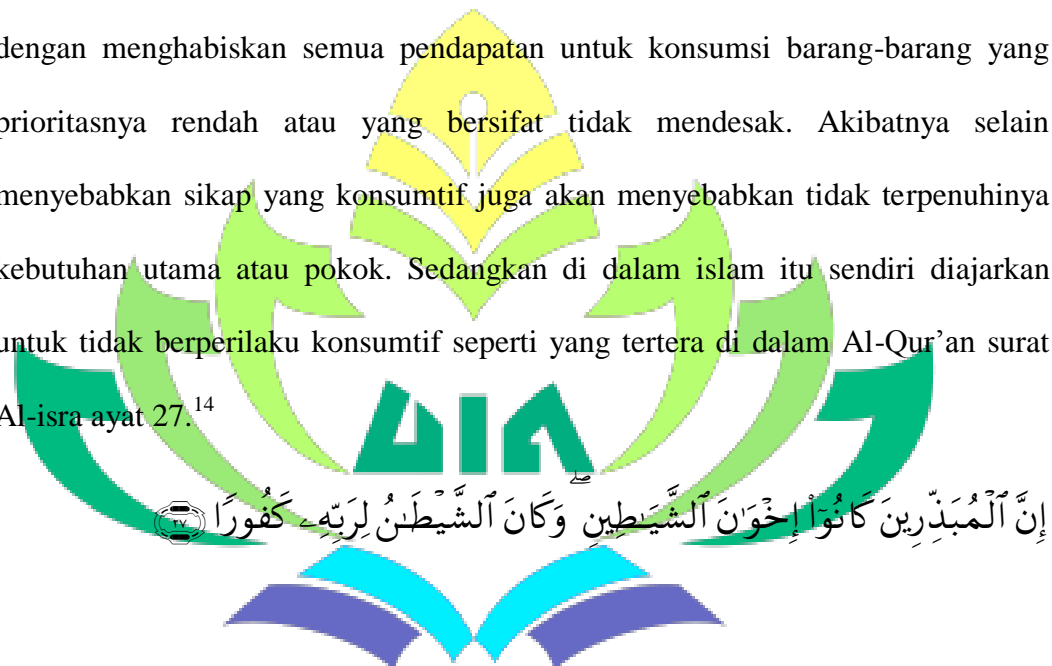 dengan menghabiskan semua pendapatan untuk konsumsi barang-barang yang
prioritasnya rendah atau yang bersifat tidak mendesak. Akibatnya selain
menyebabkan sikap yang konsumtif juga akan menyebabkan tidak terpenuhinya
kebutuhan utama atau pokok. Sedangkan di dalam islam itu sendiri diajarkan
untuk tidak berperilaku konsumtif seperti yang tertera di dalam Al-Qur’an surat
Al-isra ayat 27.14
إِنَّ ٱلْمُبَذِّرِينَ كَانُوٓا۟ إِخْوَٰنَ ٱلشَّيَـٰطِينِ ۖ وَكَانَ ٱلشَّيْطَـٰنُ لِرَبِّهِۦ كَفُورًا ٢٧